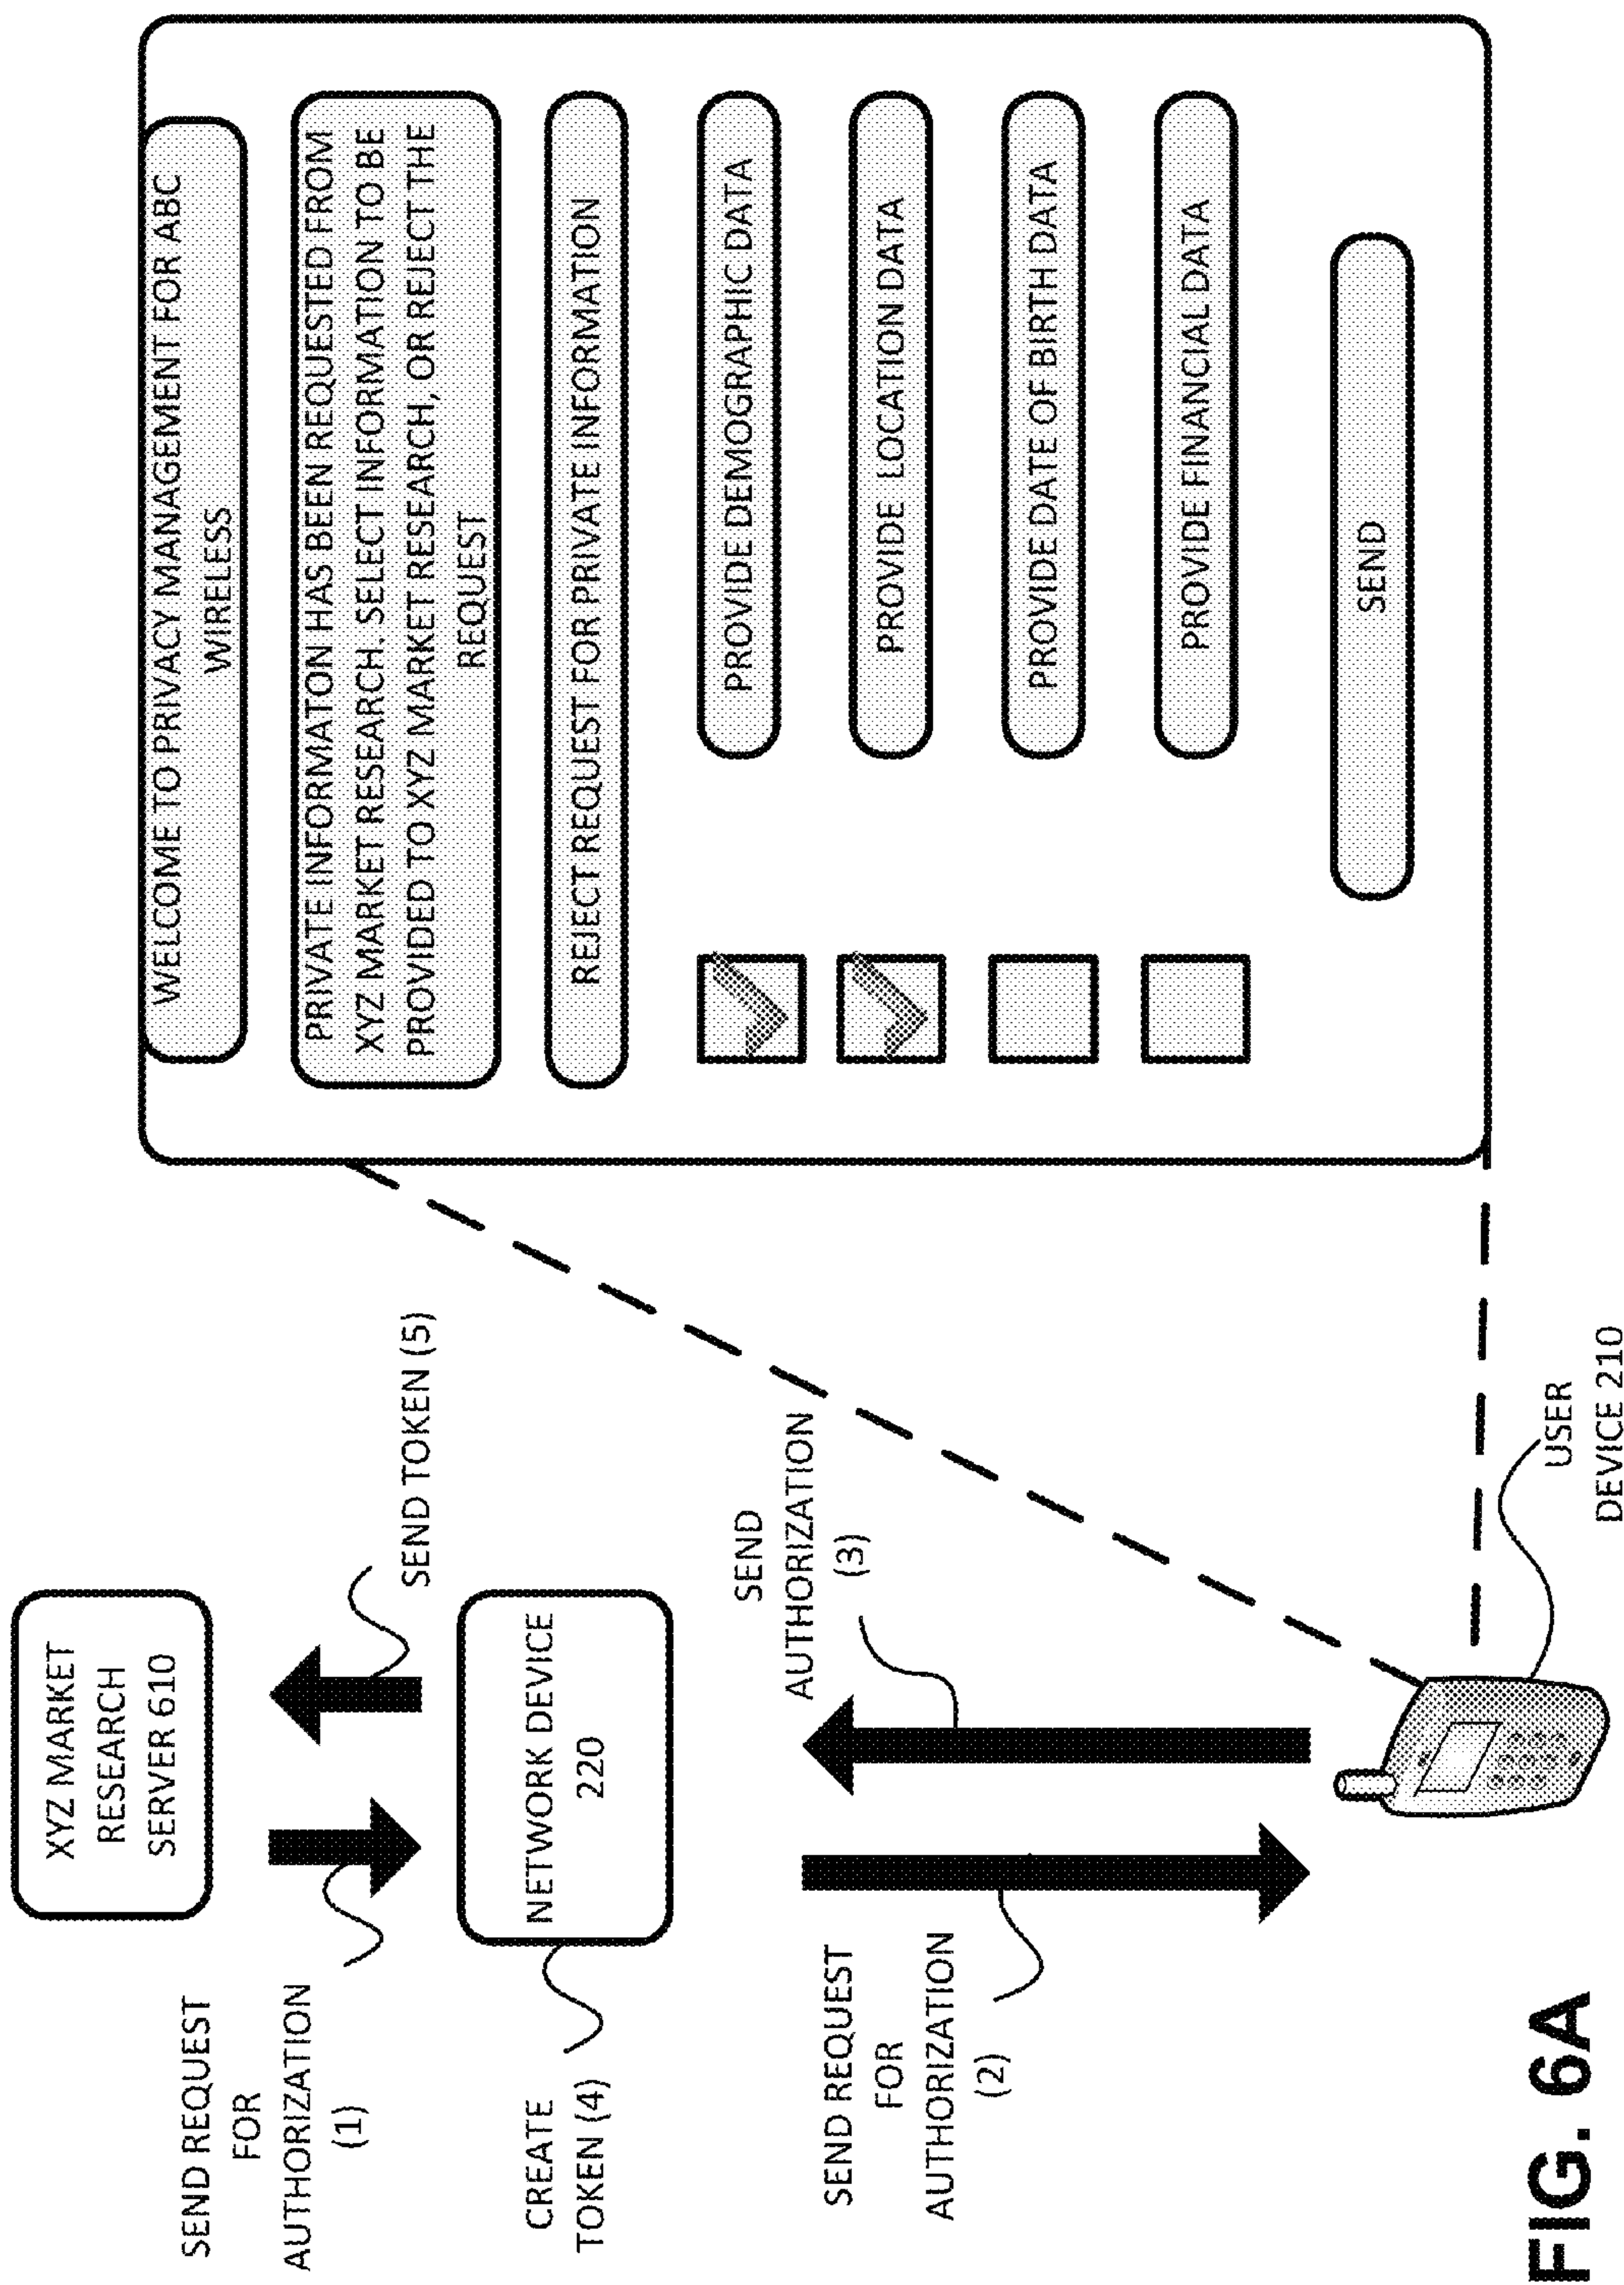 XYZ MARKET
RESEARCH
SERVER 610
SEND REQUEST
FOR
AUTHORIZATION
(1)
SEND TOKEN (5)
NETWORK DEVICE
220
CREATE
TOKEN (4)
SEND
AUTHORIZATION
(3)
SEND REQUEST
FOR
AUTHORIZATION
(2)
USER
DEVICE 210
WELCOME TO PRIVACY MANAGEMENT FOR ABC
WIRELESS
PRIVATE INFORMATON HAS BEEN REQUESTED FROM
XYZ MARKET RESEARCH. SELECT INFORMATION TO BE
PROVIDED TO XYZ MARKET RESEARCH, OR REJECT THE
REQUEST
REJECT REQUEST FOR PRIVATE INFORMATION
PROVIDE DEMOGRAPHIC DATA
PROVIDE LOCATION DATA
PROVIDE DATE OF BIRTH DATA
PROVIDE FINANCIAL DATA
SEND
FIG. 6A